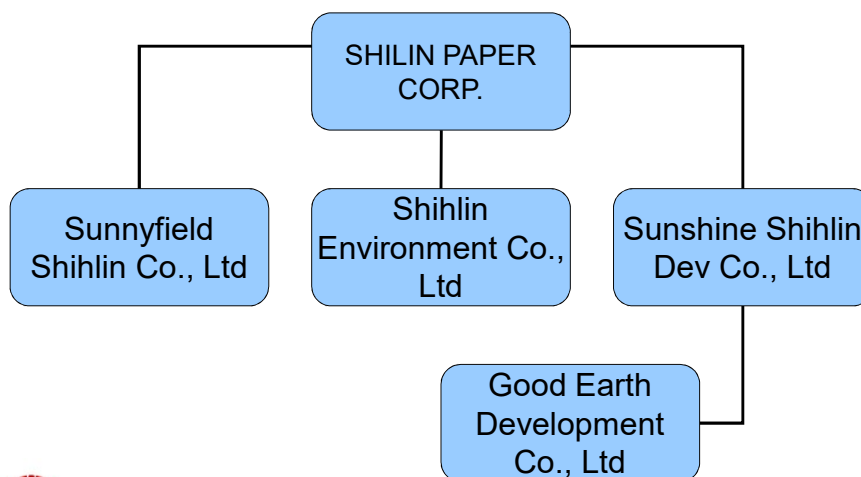 SHILIN PAPER
CORP.
Sunnyfield
Shihlin Co., Ltd
Shihlin
Environment Co.,
Ltd
Sunshine Shihlin
Dev Co., Ltd
Good Earth
Development
Co., Ltd